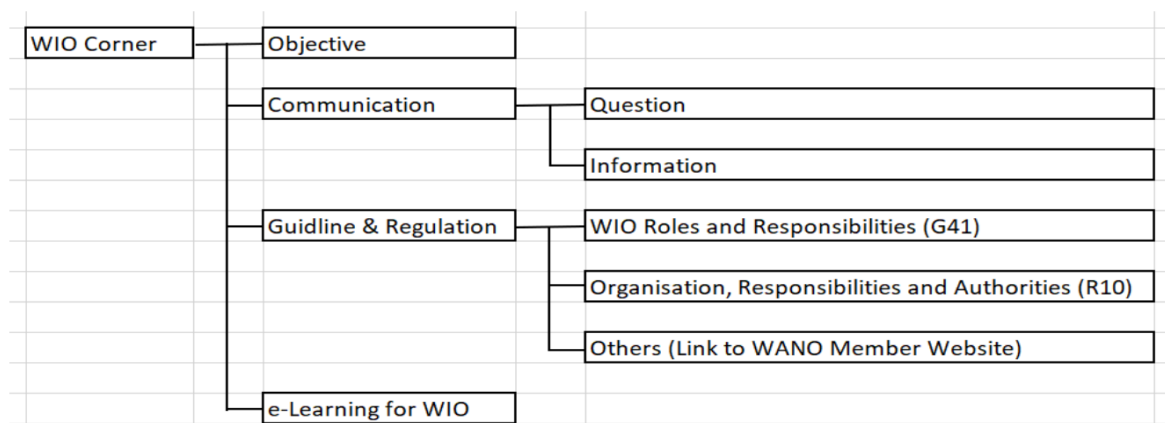 WIO Corner
Objective
Communication
Question
Information
Guidline & Regulation
WIO Roles and Responsibilities (G41)
Organisation, Responsibilities and Authorities (R10)
Others (Link to WANO Member Website)
e-Learning for WIO